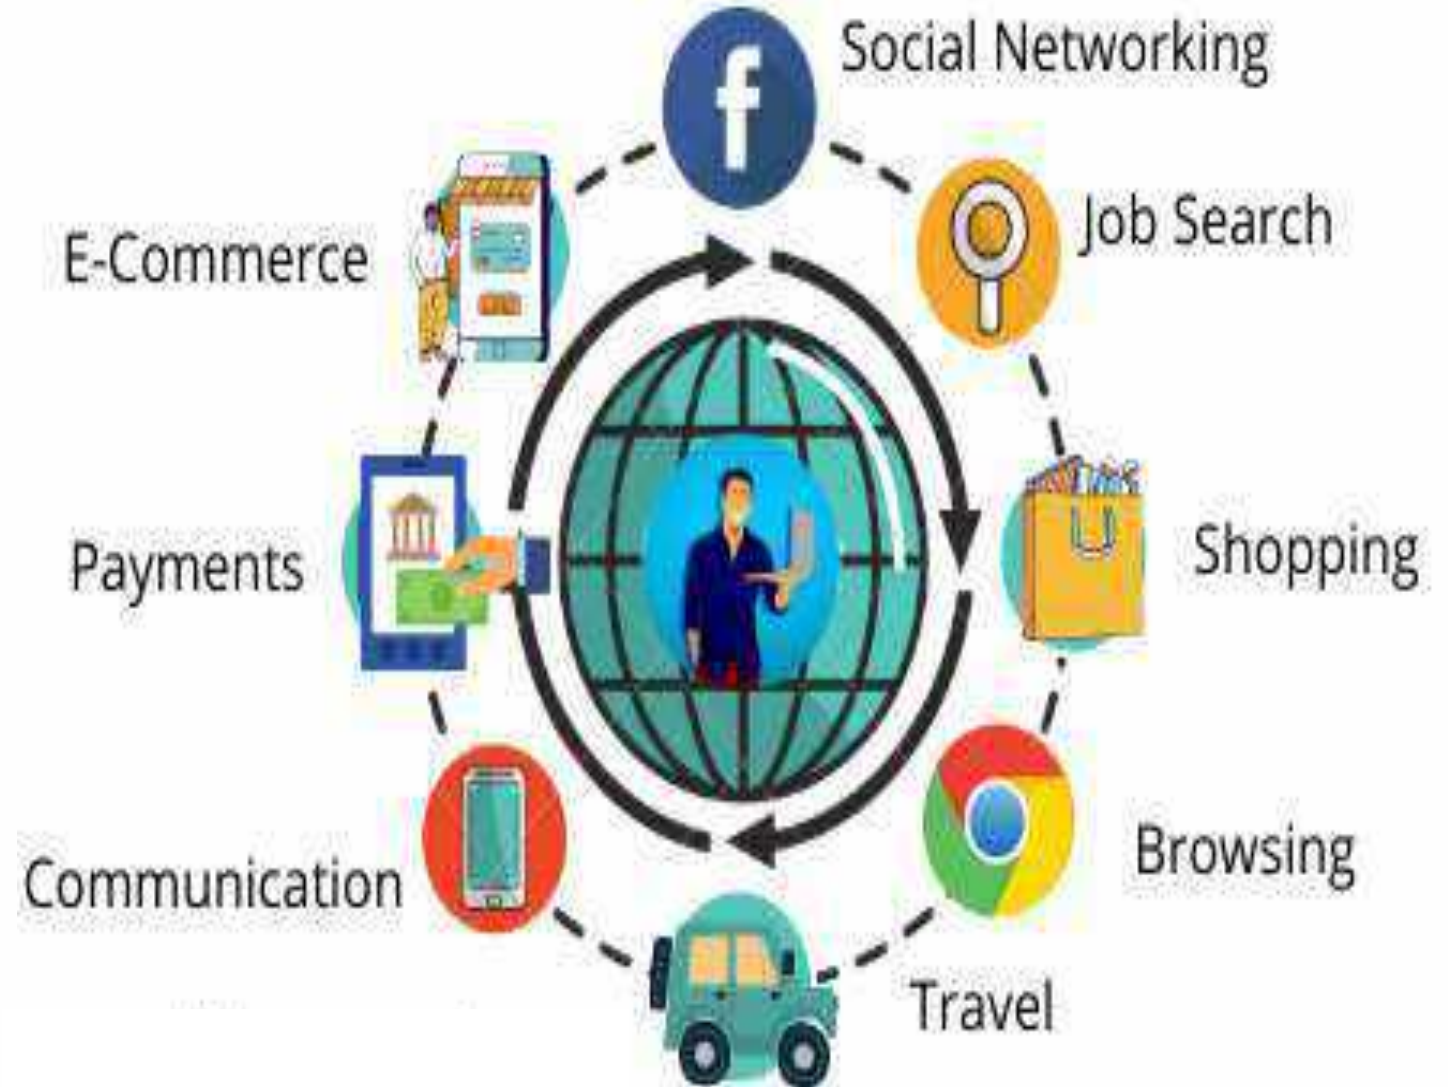 Social Networking
Job Search
E-Commerce
Shopping
Payments
Browsing
Communication
Travel